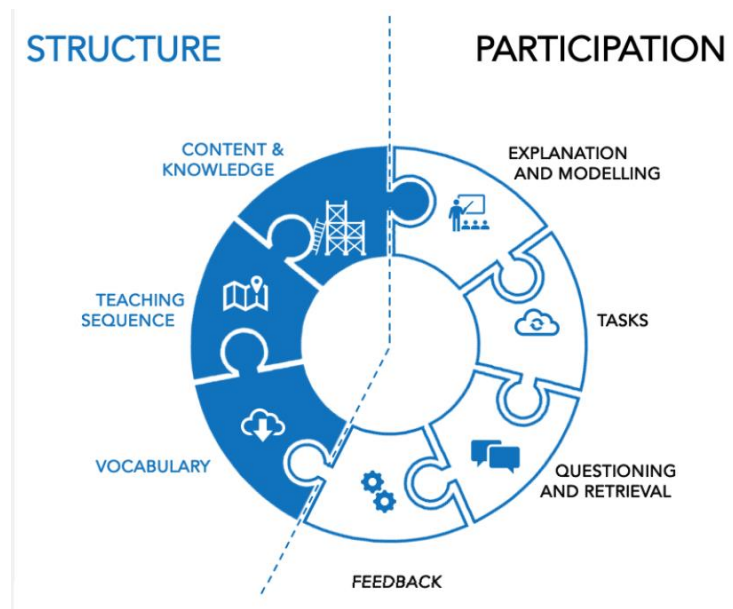 STRUCTURE
PARTICIPATION
CONTENT &
KNOWLEDGE
EXPLANATION
AND MODELLING
TEACHING
SEQUENCE
TASKS
VOCABULARY
QUESTIONING
AND RETRIEVAL
FEEDBACK